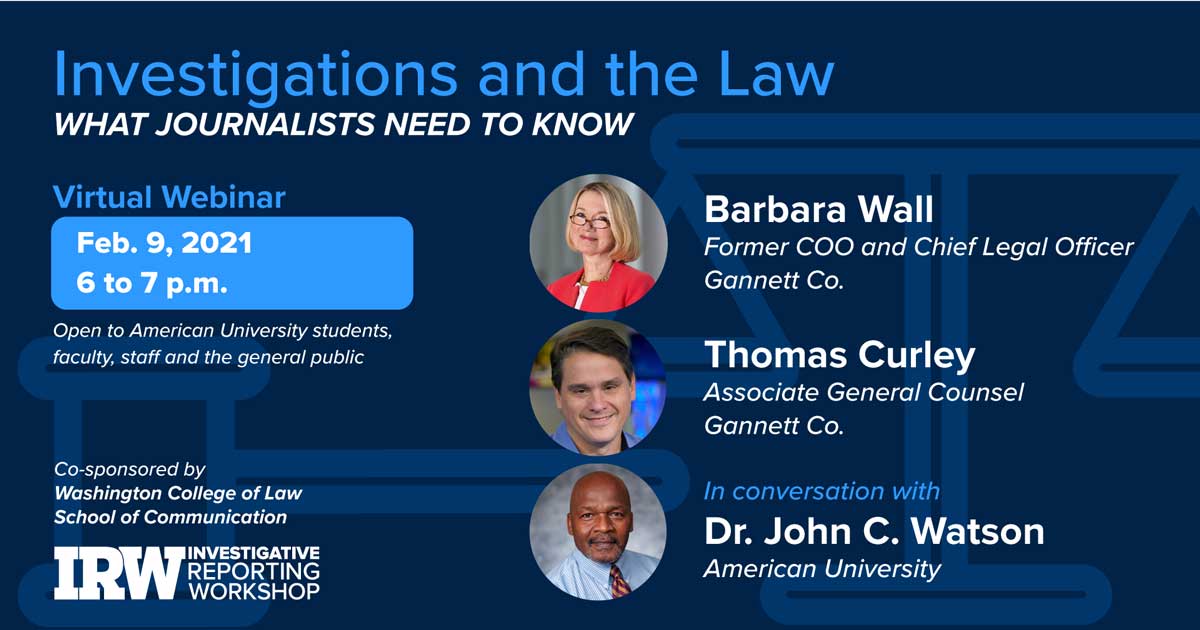 Investigations and the Law
WHAT JOURNALISTS NEED TO KNOW
Virtual Webinar
Feb. 9, 2021
6 to 7 p.m.
Open to American University students,
faculty, staff and the general public
Co-sponsored by
Washington College of Law
School of Communication
IRW INVESTIGATIVE
REPORTING
WORKSHOP
Barbara Wall
Former COO and Chief Legal Officer
Gannett Co.
Thomas Curley
Associate General Counsel
Gannett Co.
In conversation with
Dr. John C. Watson
American University